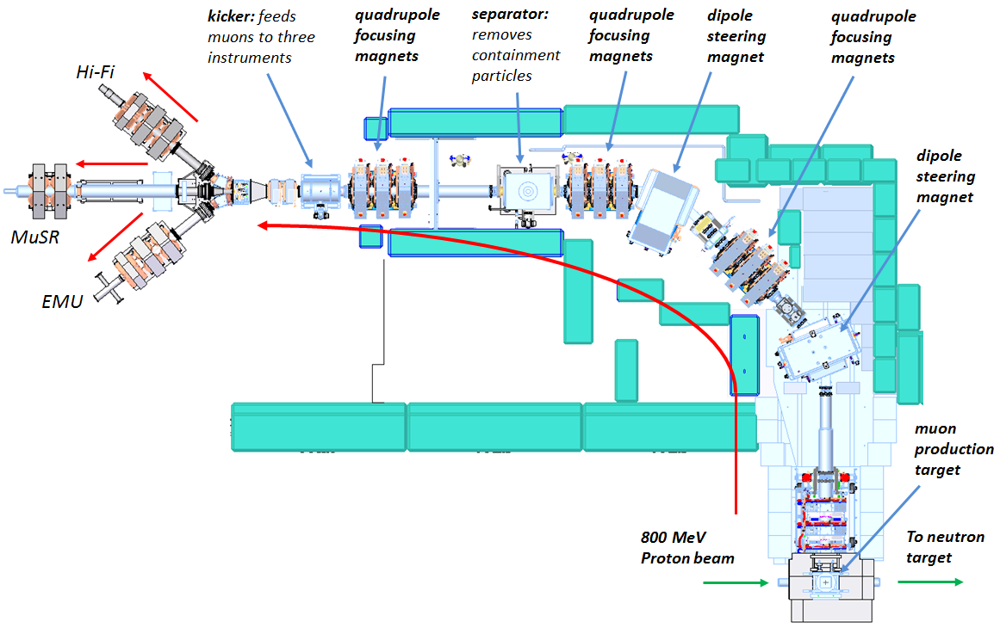 kicker: feeds
muons to three
instruments
quadrupole
focusing
magnets
separator:
removes
containment
particles
quadrupole
focusing
magnets
dipole
steering
magnet
quadrupole
focusing
magnets
Hi-Fi
dipole
steering
magnet
MuSR
EMU
muon
production
target
800 MeV
Proton beam
To neutron
target